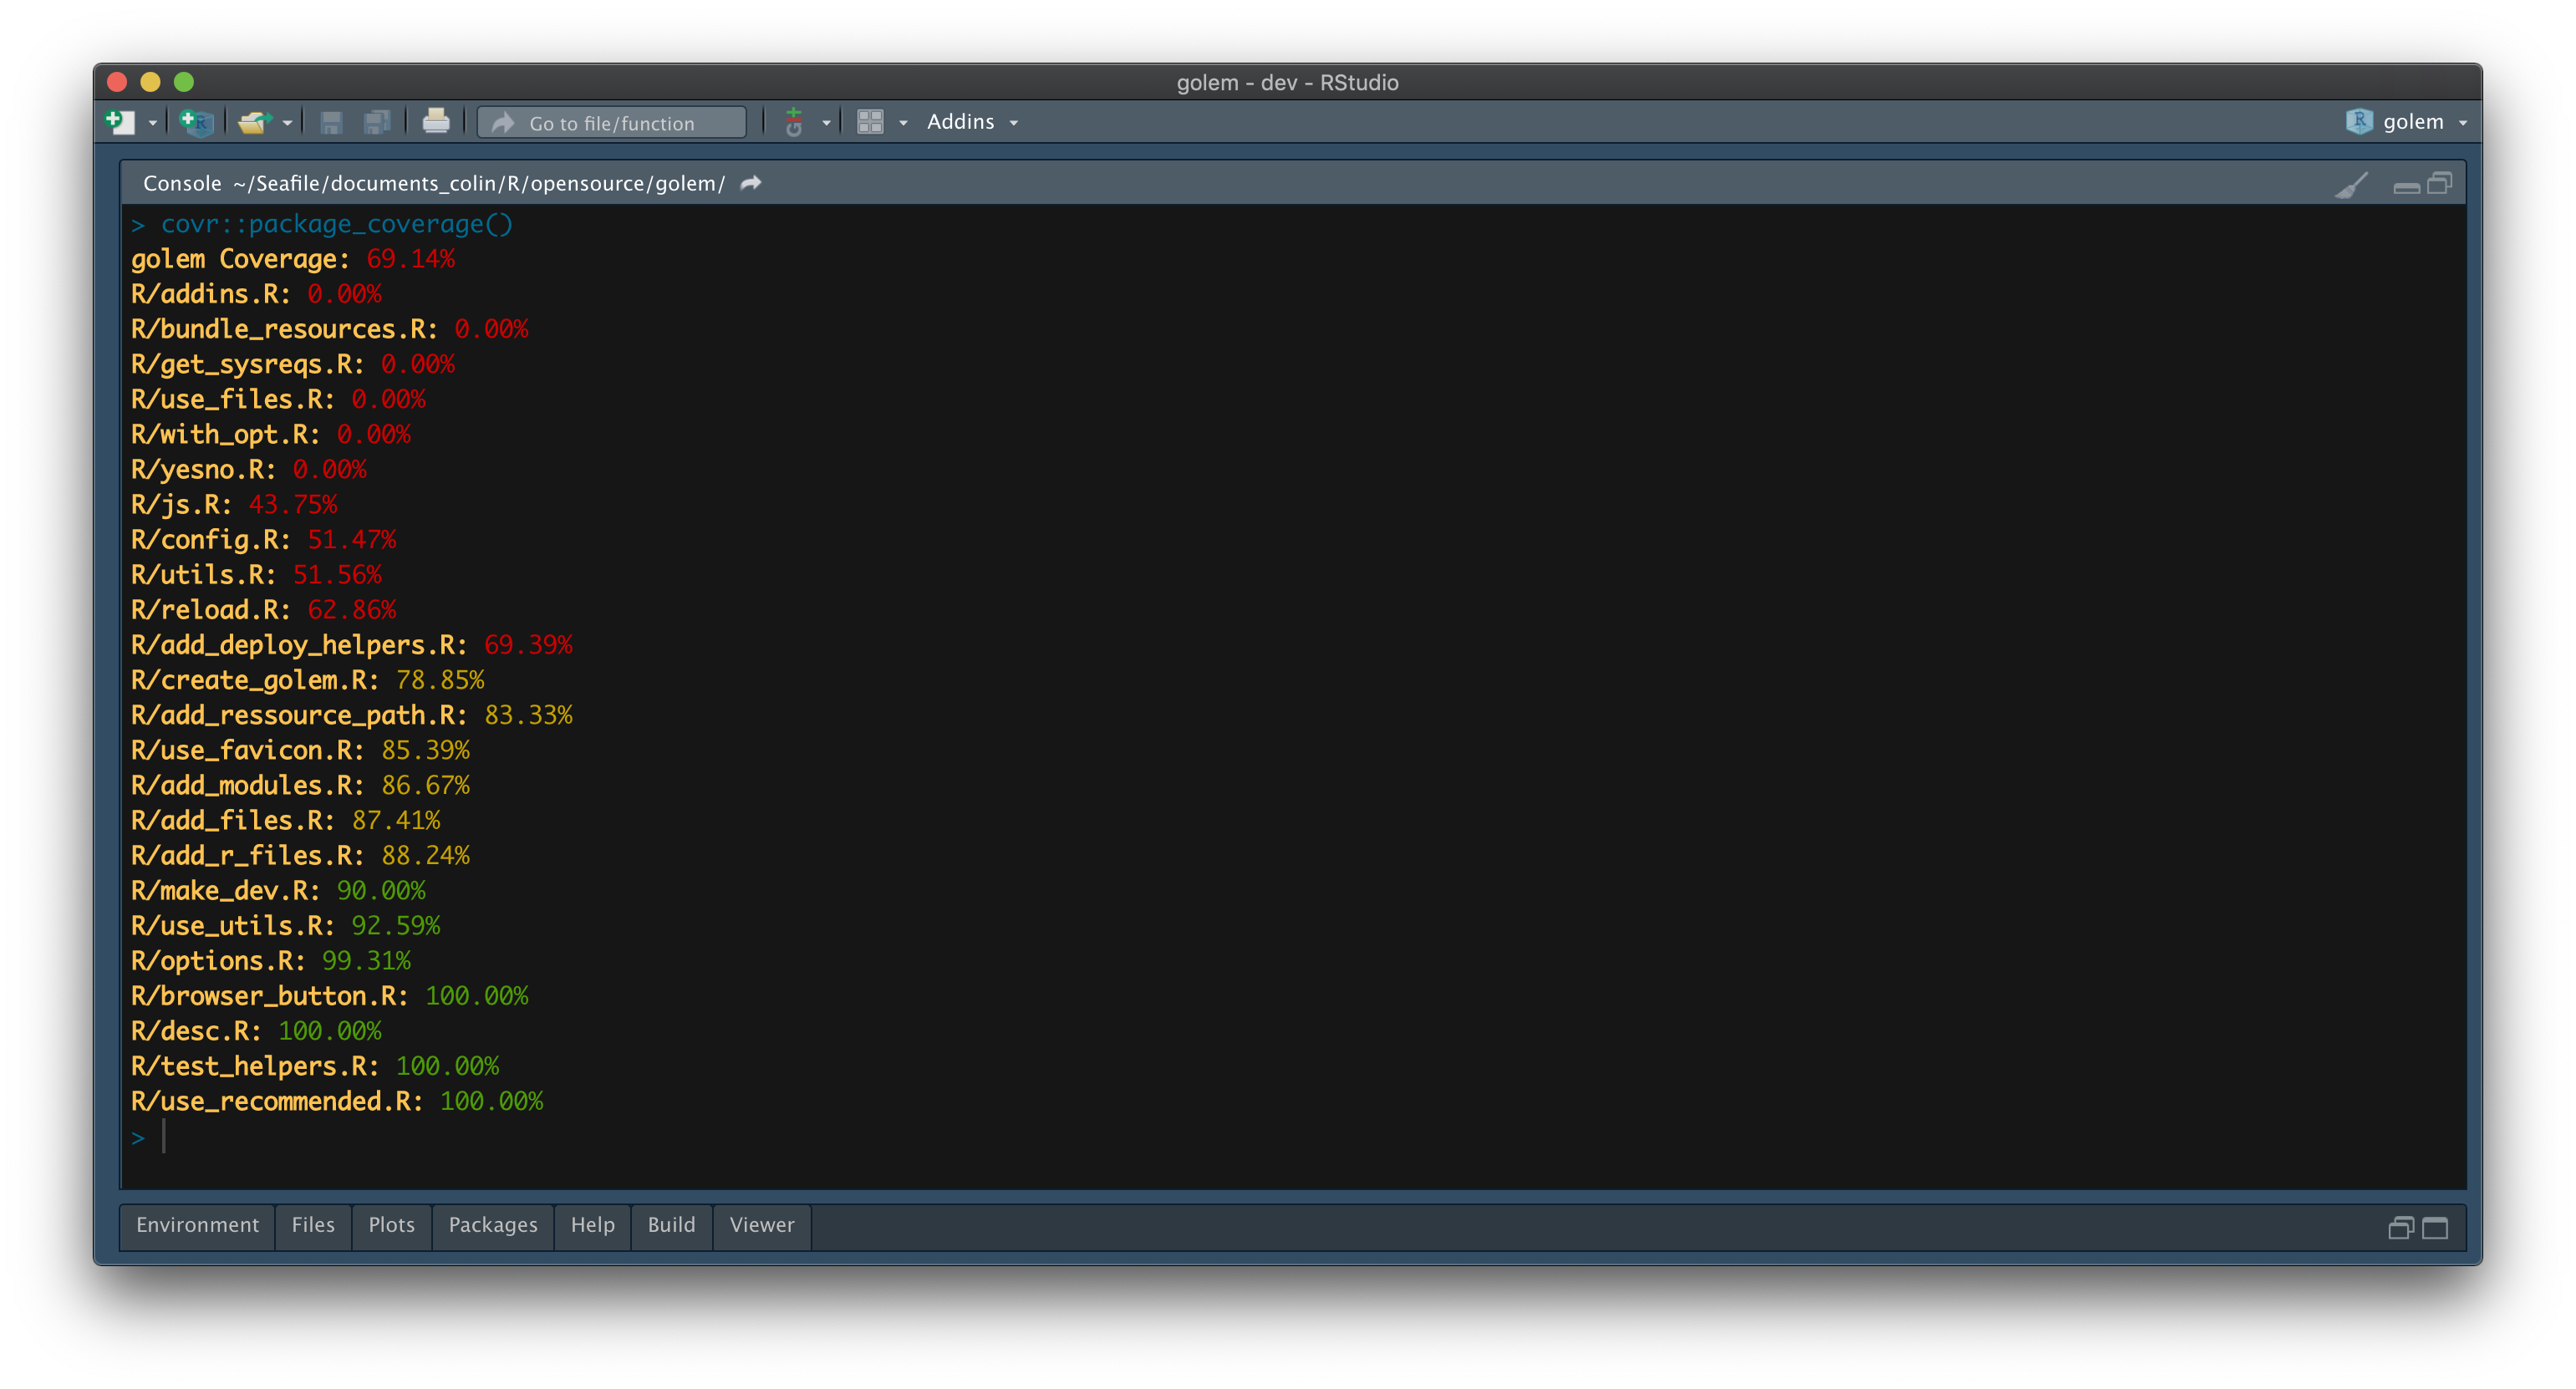 golem - dev - RStudio
Go to file/function Addins golem
Console ~/Seafile/documents_colin/R/opensource/golem/
> covr::package_coverage()
golem Coverage: 69.14%
R/addins.R: 0.00%
R/bundle_resources.R: 0.00%
R/get_sysreqs.R: 0.00%
R/use_files.R: 0.00%
R/with_opt.R: 0.00%
R/yesno.R: 0.00%
R/js.R: 43.75%
R/config.R: 51.47%
R/utils.R: 51.56%
R/reload.R: 62.86%
R/add_deploy_helpers.R: 69.39%
R/create_golem.R: 78.85%
R/add_ressource_path.R: 83.33%
R/use_favicon.R: 85.39%
R/add_modules.R: 86.67%
R/add_files.R: 87.41%
R/add_r_files.R: 88.24%
R/make_dev.R: 90.00%
R/use_utils.R: 92.59%
R/options.R: 99.31%
R/browser_button.R: 100.00%
R/desc.R: 100.00%
R/test_helpers.R: 100.00%
R/use_recommended.R: 100.00%
>
Environment Files Plots Packages Help Build Viewer